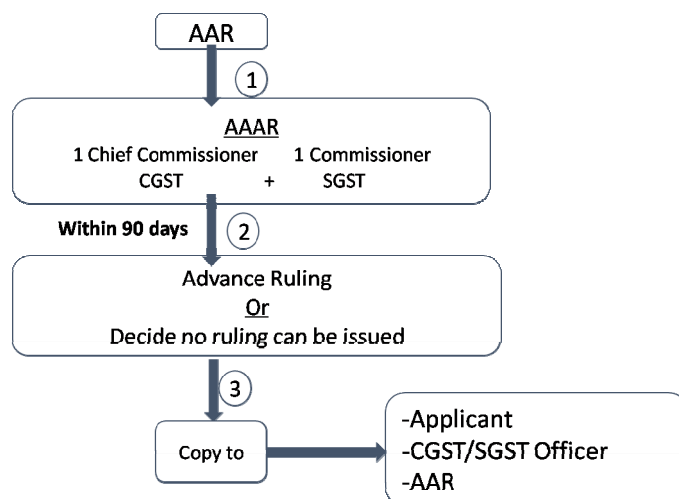 AAR
1
AAAR
1 Chief Commissioner 1 Commissioner
CGST + SGST
Within 90 days
2
Advance Ruling
Or
Decide no ruling can be issued
3
Copy to
-Applicant
-CGST/SGST Officer
-AAR